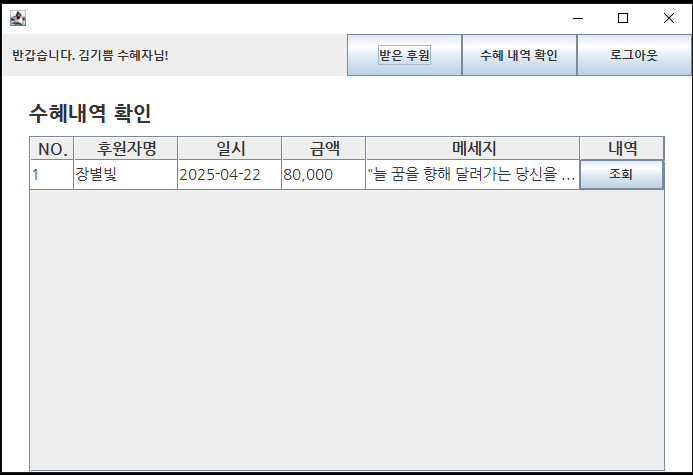 반갑습니다. 김기쁨 수혜자님! 받은 후원 수혜 내역 확인 로그아웃
수혜내역 확인
NO. 후원자명 일시 금액 메세지 내역
1 장별빛 2025-04-22 80,000 "늘 꿈을 향해 달려가는 당신을 ... 조회